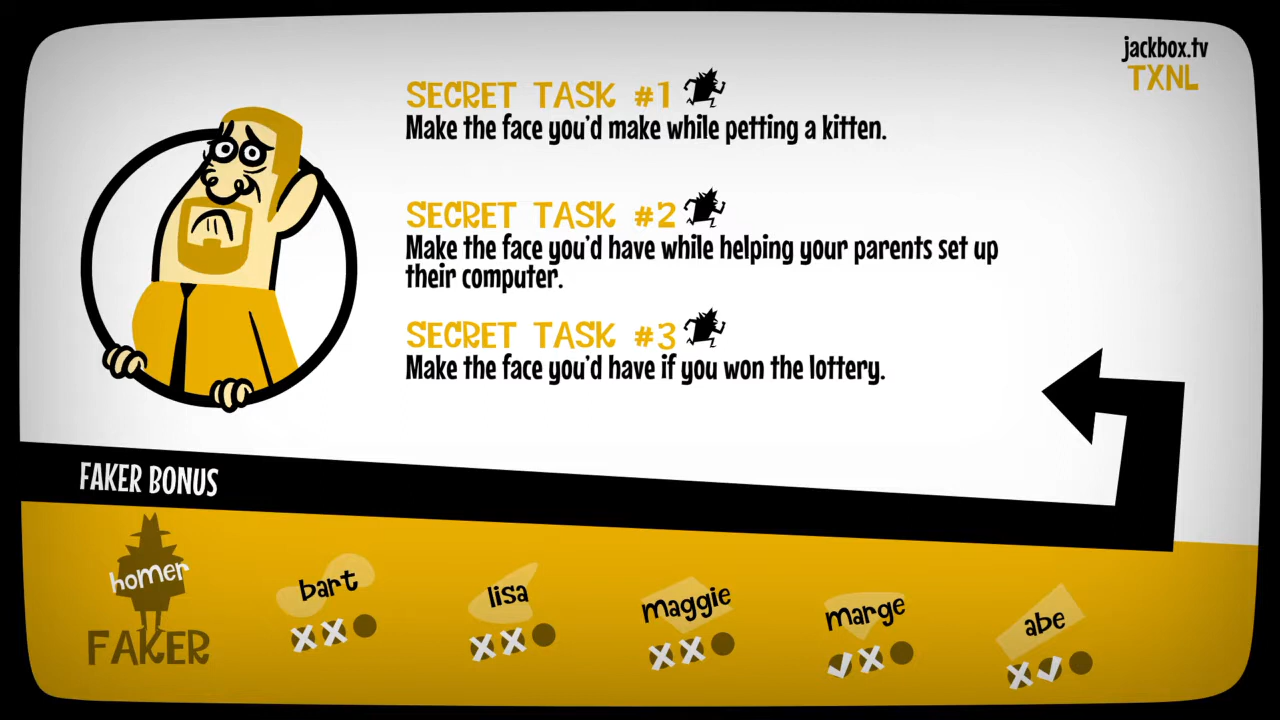 jackbox.tv
TXNL
SECRET TASK #1
Make the face you'd make while petting a kitten.
SECRET TASK #2
Make the face you'd have while helping your parents set up
their computer.
SECRET TASK #3
Make the face you'd have if you won the lottery.
FAKER BONUS
homer
FAKER
bart
lisa
maggie
marge
abe